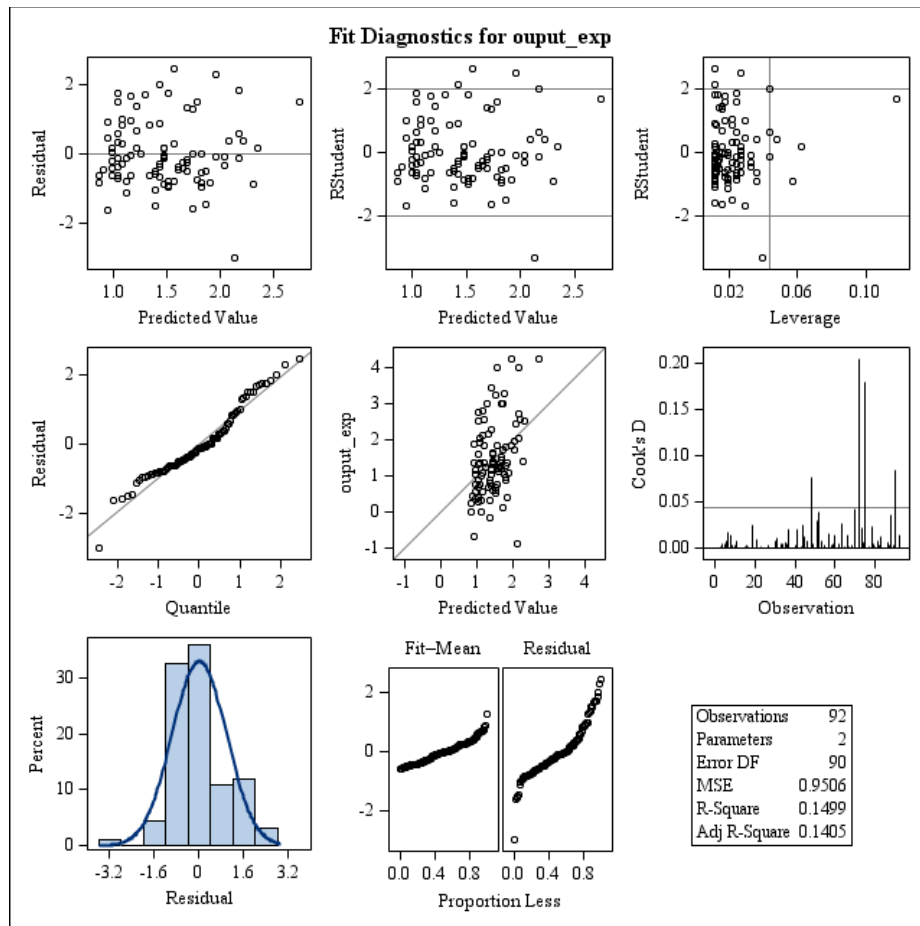 Fit Diagnostics for ouput_exp
Residual
2
0
-2
1.0 1.5 2.0 2.5
Predicted Value
RStudent
2
0
-2
1.0 1.5 2.0 2.5
Predicted Value
RStudent
2
0
-2
0.02 0.06 0.10
Leverage
Residual
2
0
-2
-2 -1 0 1 2
Quantile
ouput_exp
4
3
2
1
0
-1
-1 0 1 2 3 4
Predicted Value
Cook's D
0.20
0.15
0.10
0.05
0.00
0 20 40 60 80
Observation
Percent
30
20
10
0
-3.2 -1.6 0 1.6 3.2
Residual
Fit–Mean Residual
2
0
-2
0.0 0.4 0.8 0.0 0.4 0.8
Proportion Less
Observations 92
Parameters 2
Error DF 90
MSE 0.9506
R-Square 0.1499
Adj R-Square 0.1405